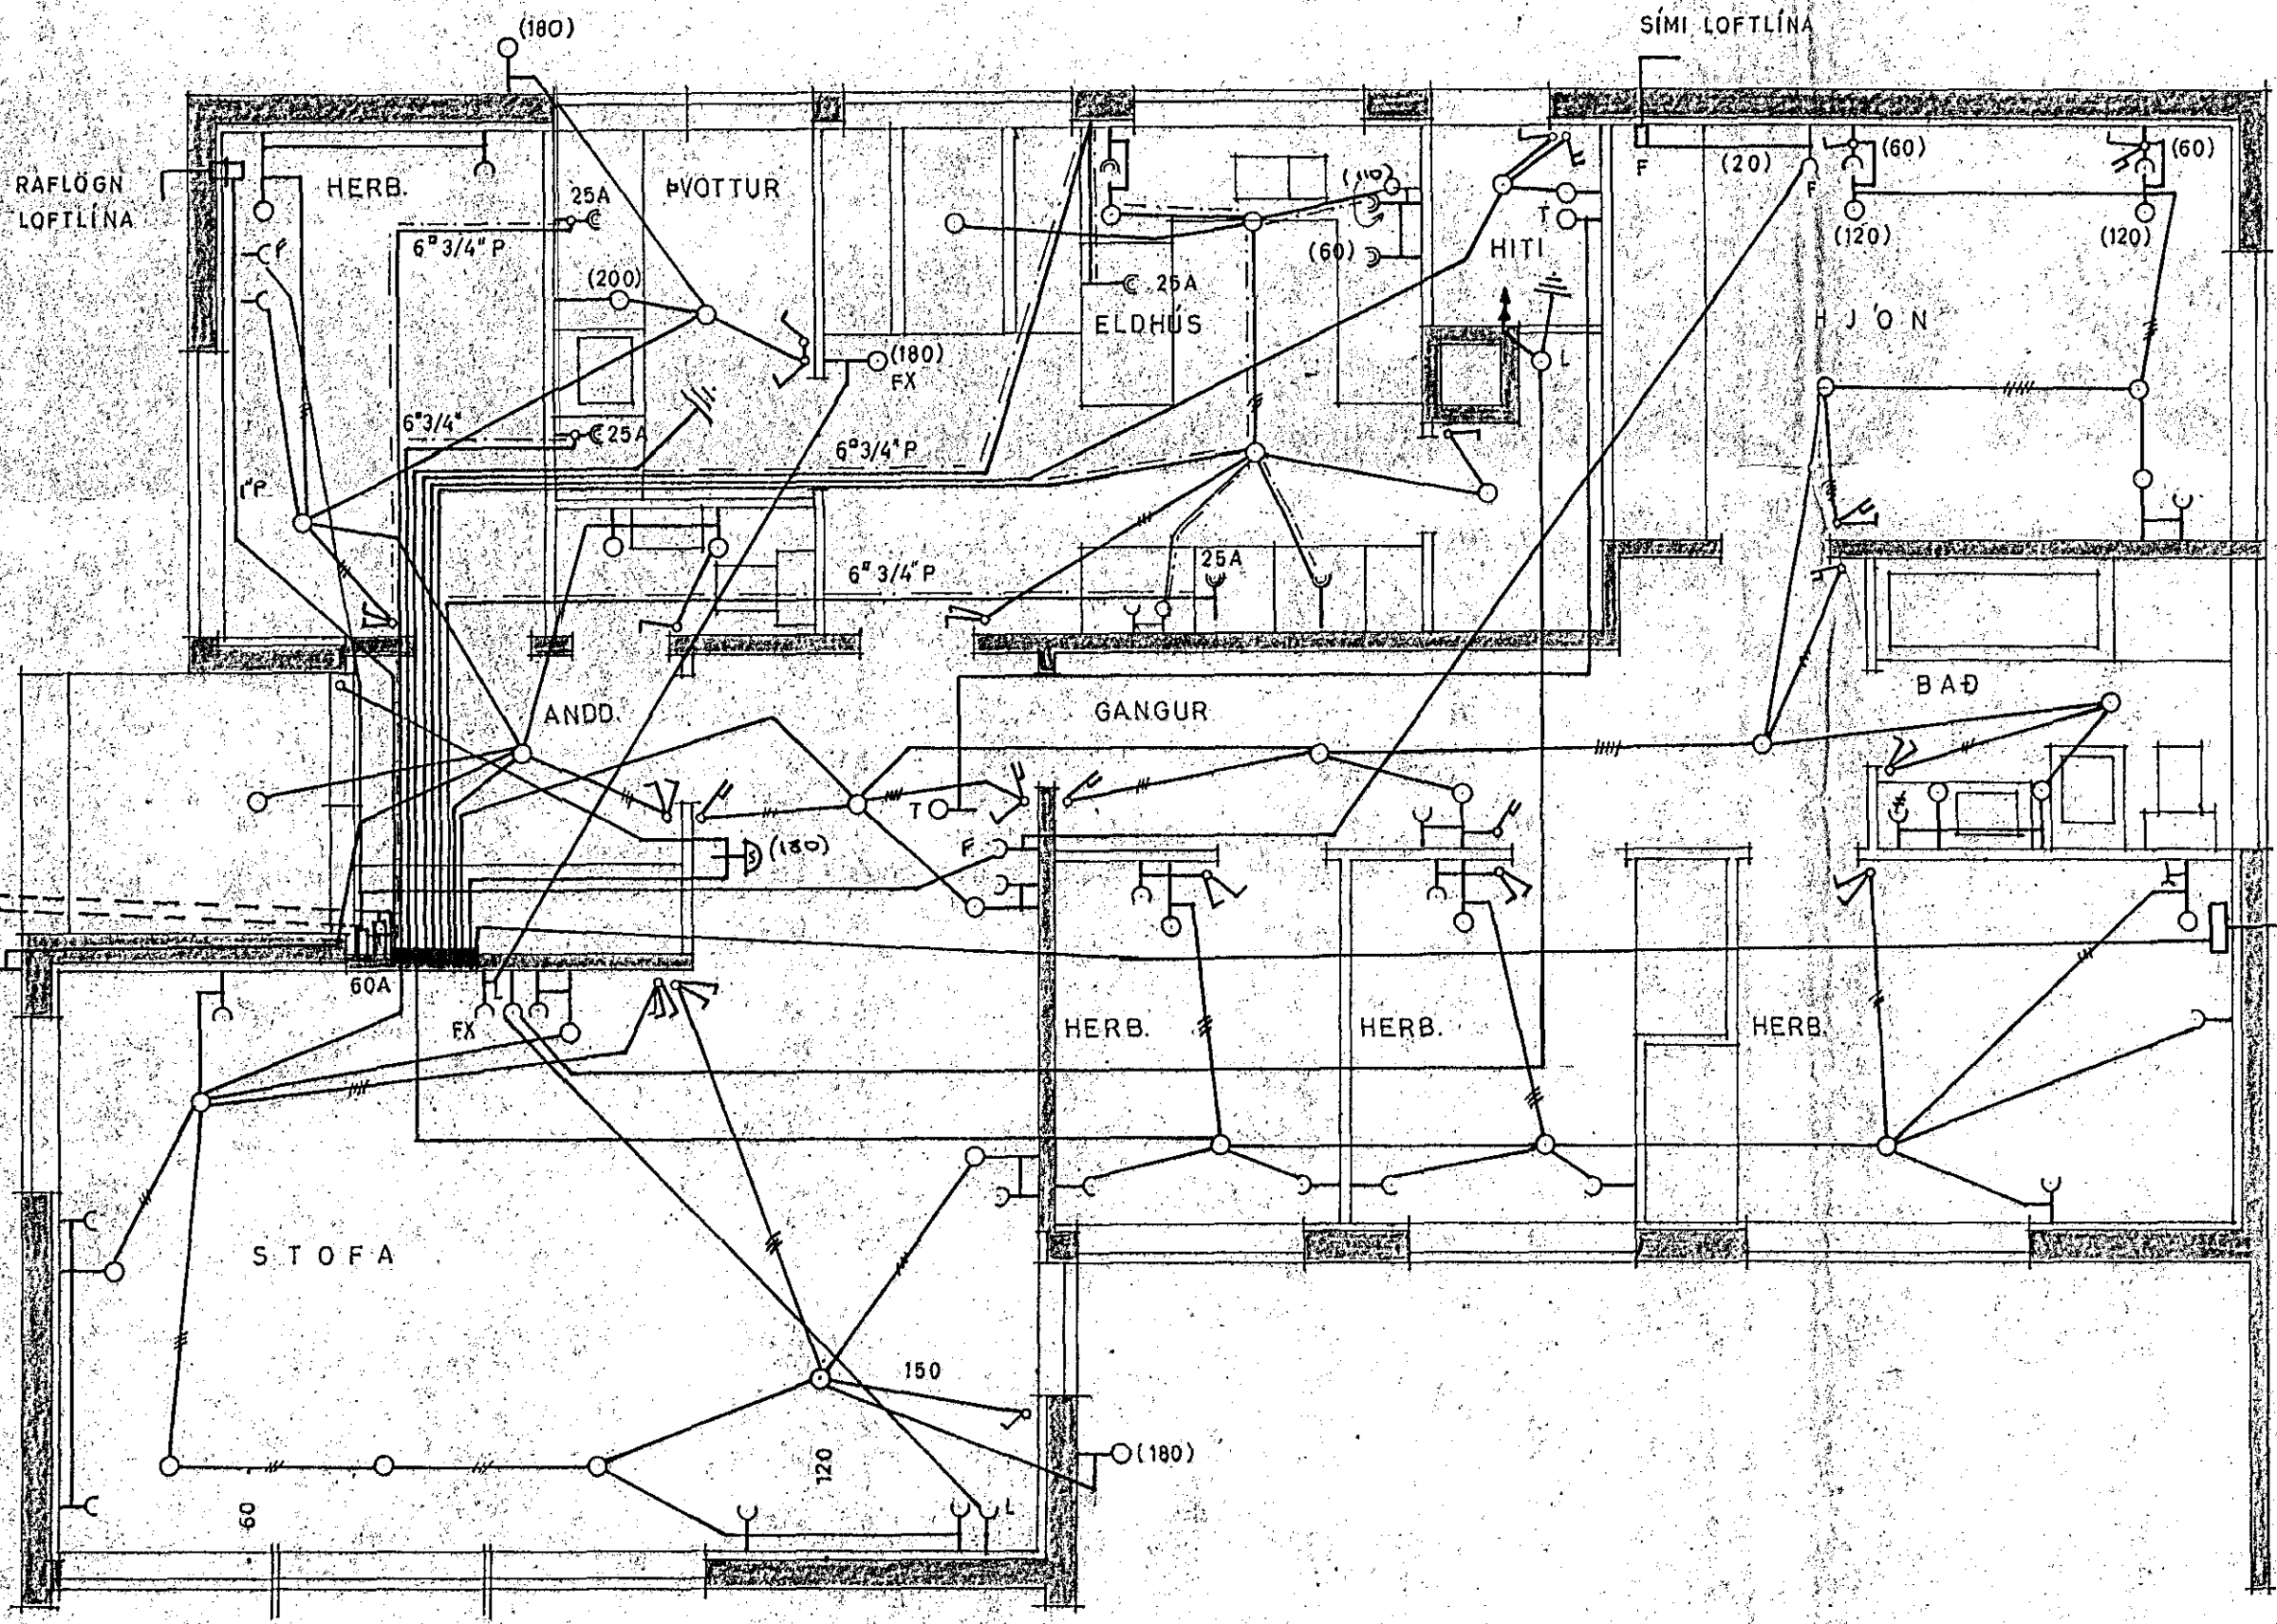 (180)
SÍMI LOFTLÍNA
RAFLÖGN
LOFTLÍNA
HERB.
25A
ÞVOTTUR
(110)
F
(20)
F
(60)
(60)
6" 3/4" P
F
(200)
25A
ELDHÚS
(60)
T
HITI
(120)
(120)
HJÓN
(180)
FX
L
6" 3/4"
25A
6" 3/4" P
1" P
6" 3/4" P
25A
ANDD.
GANGUR
BAÐ
T
F
S
(180)
60A
FX
L
HERB.
HERB.
HERB.
STOFA
150
120
(180)
60
L